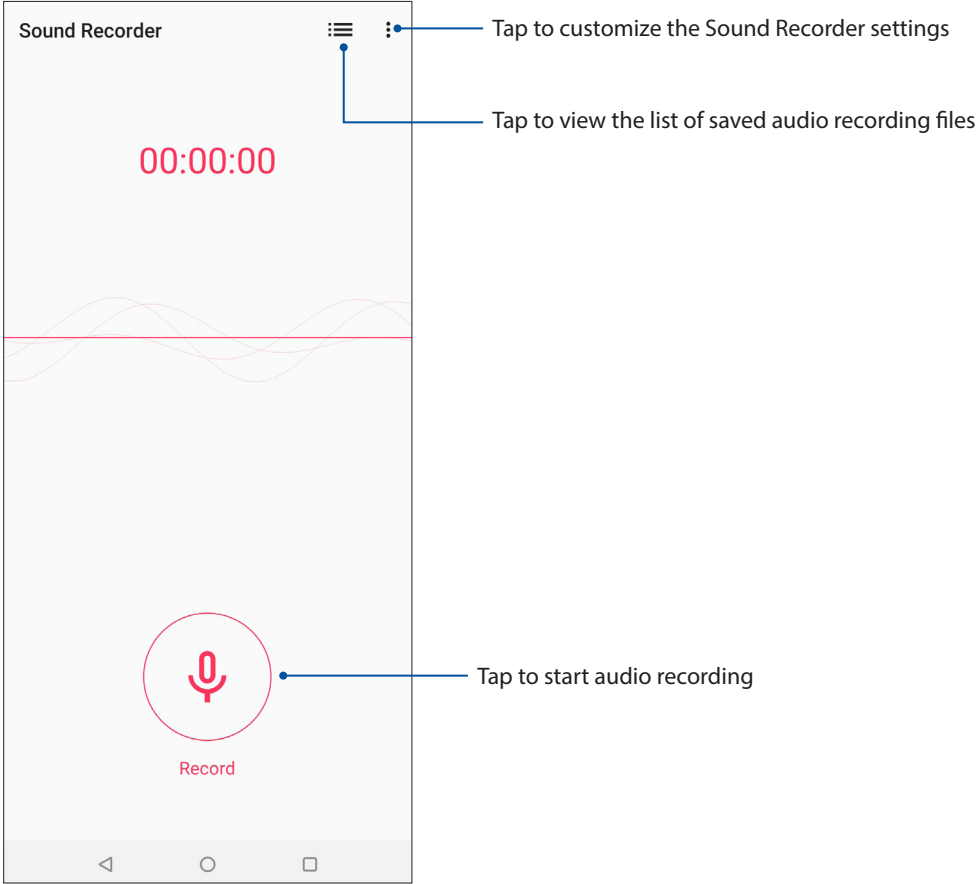 Sound Recorder
Tap to customize the Sound Recorder settings
Tap to view the list of saved audio recording files
00:00:00
Tap to start audio recording
Record